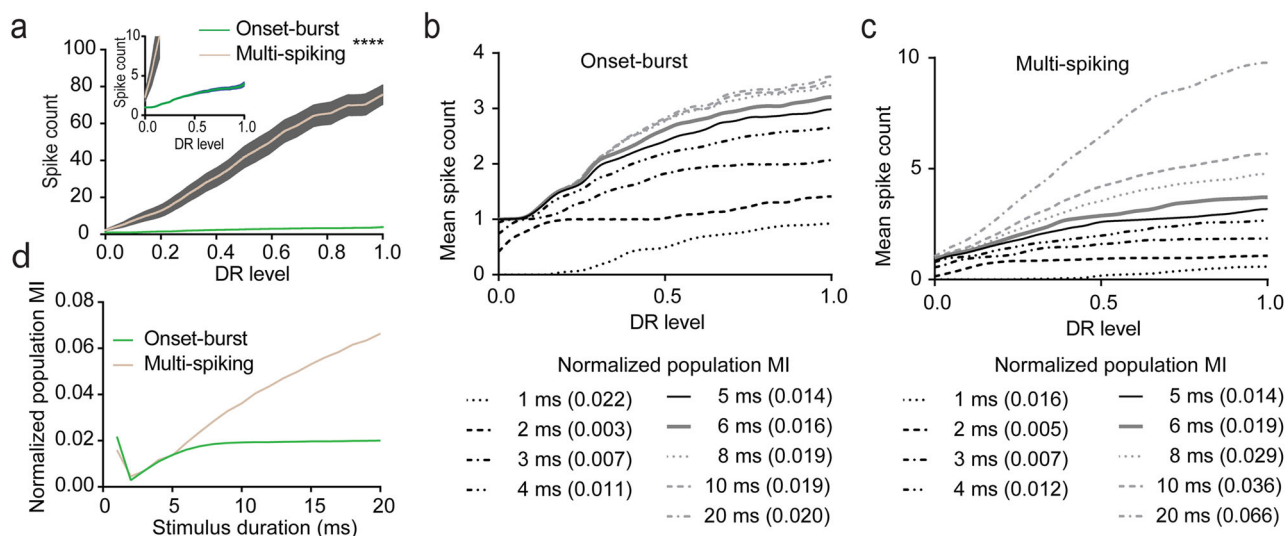 a
Onset-burst
Multi-spiking
****
Spike count
100
80
60
40
20
0
0.0 0.2 0.4 0.6 0.8 1.0
DR level
Spike count
10
5
0
0.0 0.5 1.0
DR level
b
Onset-burst
Mean spike count
4
3
2
1
0
0.0 0.5 1.0
DR level
Normalized population MI
1 ms (0.022)
2 ms (0.003)
3 ms (0.007)
4 ms (0.011)
5 ms (0.014)
6 ms (0.016)
8 ms (0.019)
10 ms (0.019)
20 ms (0.020)
c
Multi-spiking
Mean spike count
10
5
0
0.0 0.5 1.0
DR level
Normalized population MI
1 ms (0.016)
2 ms (0.005)
3 ms (0.007)
4 ms (0.012)
5 ms (0.014)
6 ms (0.019)
8 ms (0.029)
10 ms (0.036)
20 ms (0.066)
d
Onset-burst
Multi-spiking
Normalized population MI
0.08
0.06
0.04
0.02
0.00
0 5 10 15 20
Stimulus duration (ms)